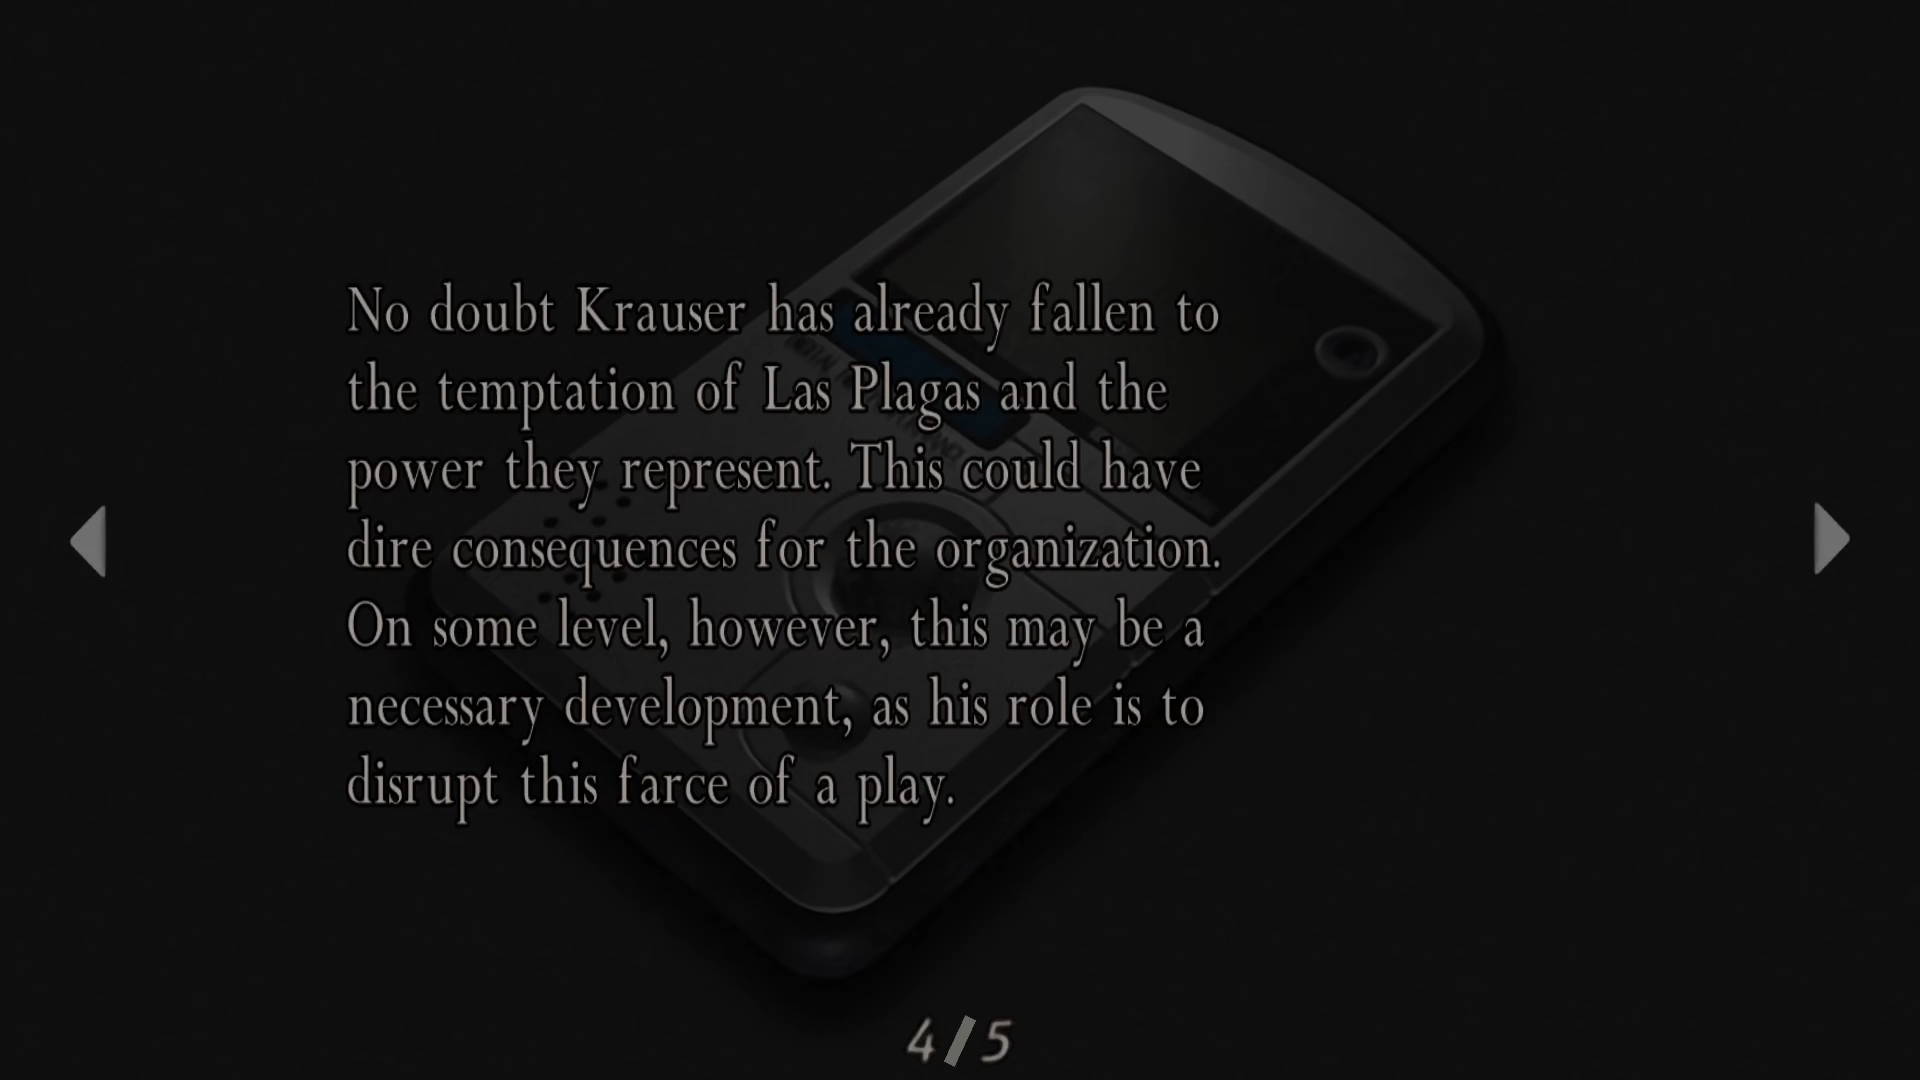 No doubt Krauser has already fallen to
the temptation of Las Plagas and the
power they represent. This could have
dire consequences for the organization.
On some level, however, this may be a
necessary development, as his role is to
disrupt this farce of a play.
4/5